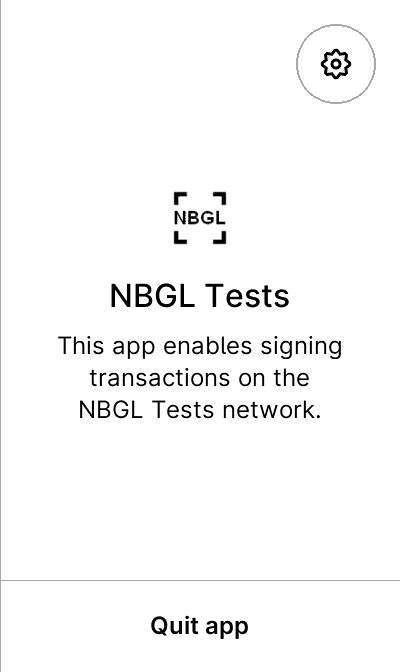 NBGL
NBGL Tests
This app enables signing
transactions on the
NBGL Tests network.
Quit app